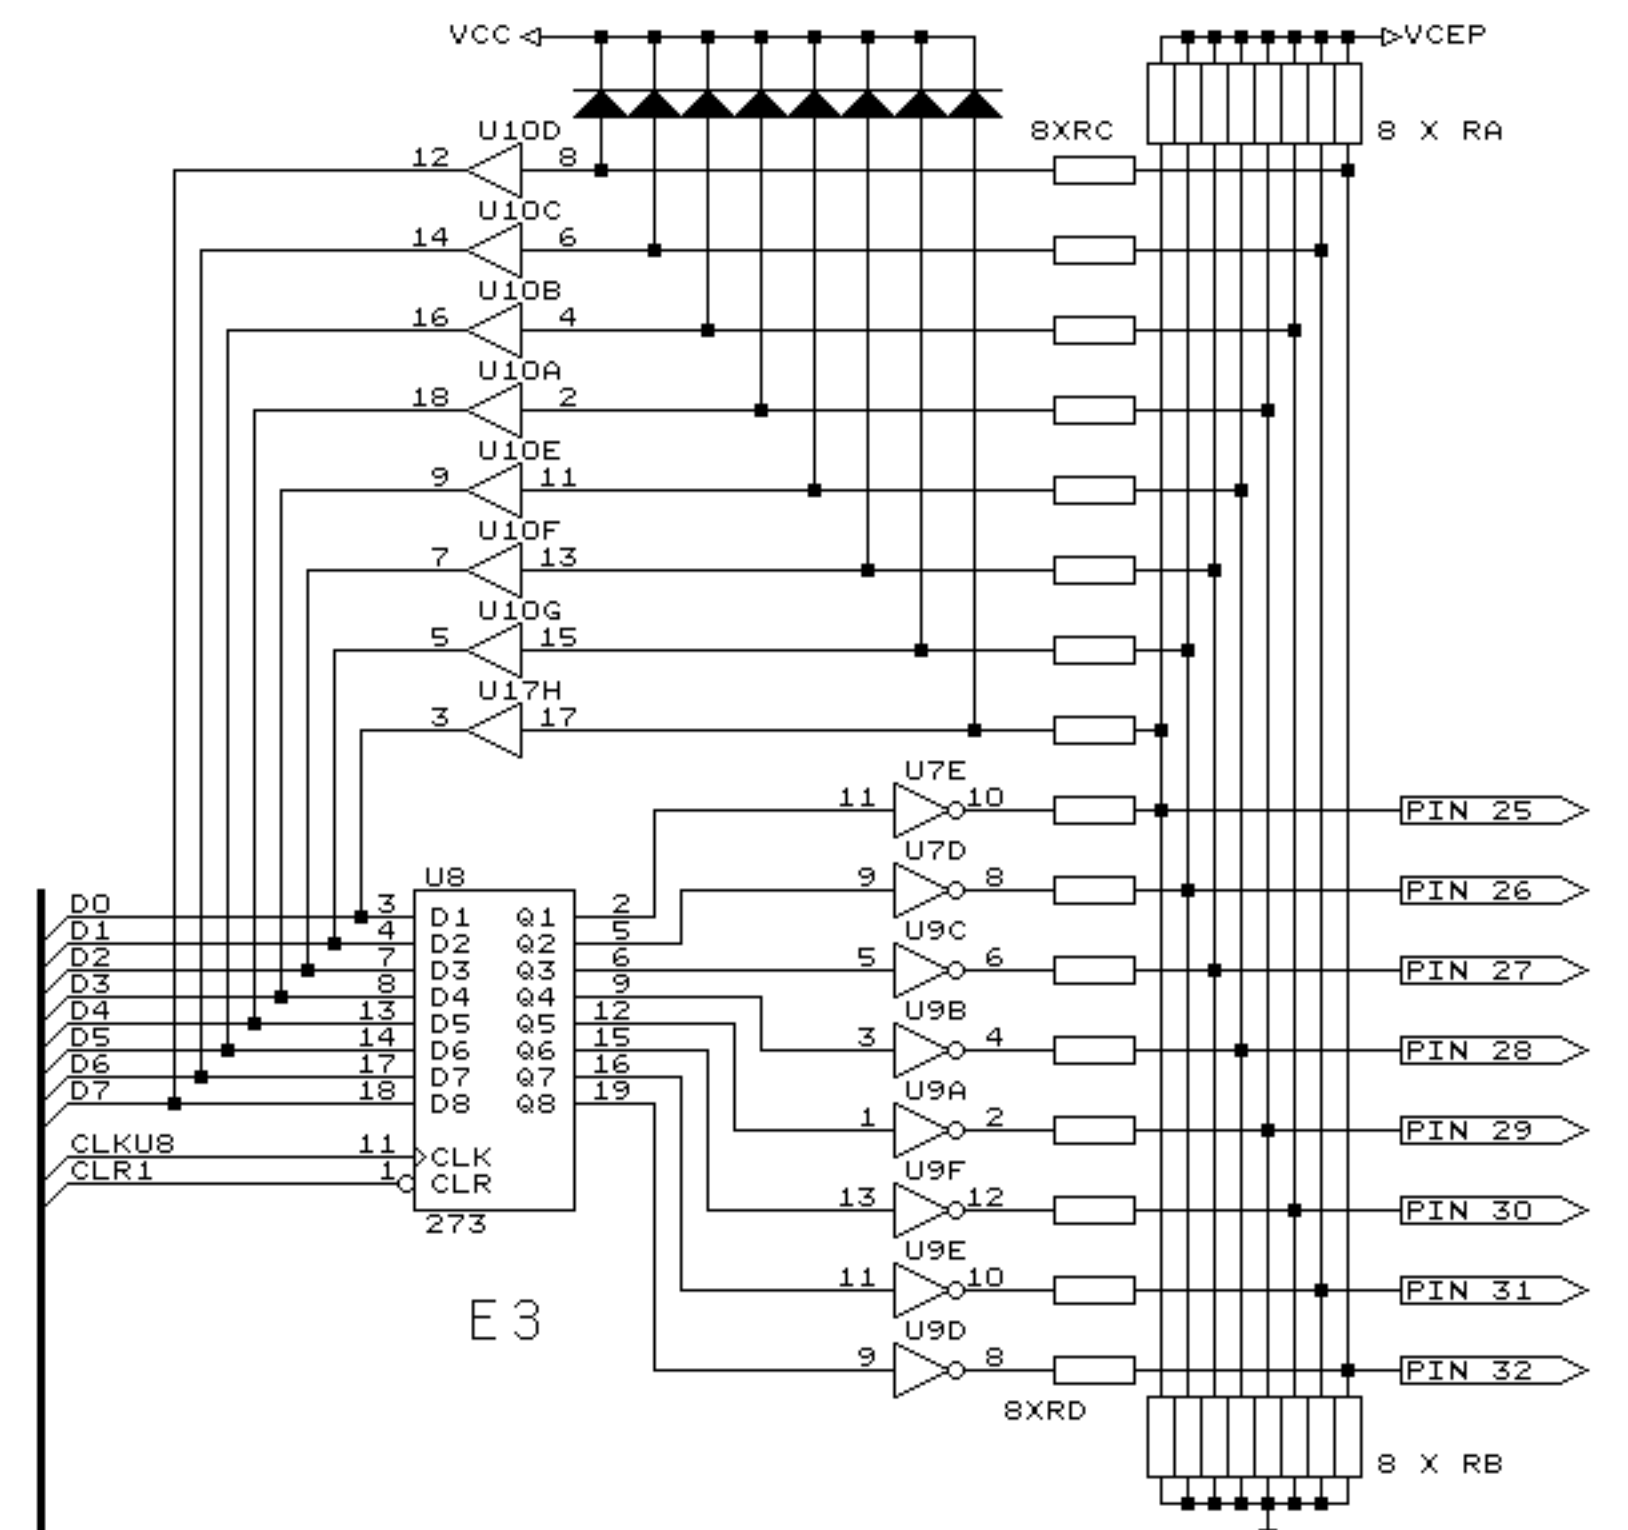 VCC VCEP
U10D 8XRC 8 X RA
12 8
U10C
14 6
U10B
16 4
U10A
18 2
U10E
9 11
U10F
7 13
U10G
5 15
U17H
3 17
U7E
11 10 PIN 25
U7D
U8 9 8 PIN 26
D0 3 D1 Q1 2
D1 4 D2 Q2 5
U9C
D2 7 D3 Q3 6 5 6 PIN 27
D3 8 D4 Q4 9
D4 13 D5 Q5 12
U9B
D5 14 D6 Q6 15 3 4 PIN 28
D6 17 D7 Q7 16
D7 18 D8 Q8 19
U9A
1 2 PIN 29
CLKU8 11 CLK
CLR1 1 CLR
U9F
273 13 12 PIN 30
U9E
11 10 PIN 31
E3
U9D
9 8 PIN 32
8XRD
8 X RB